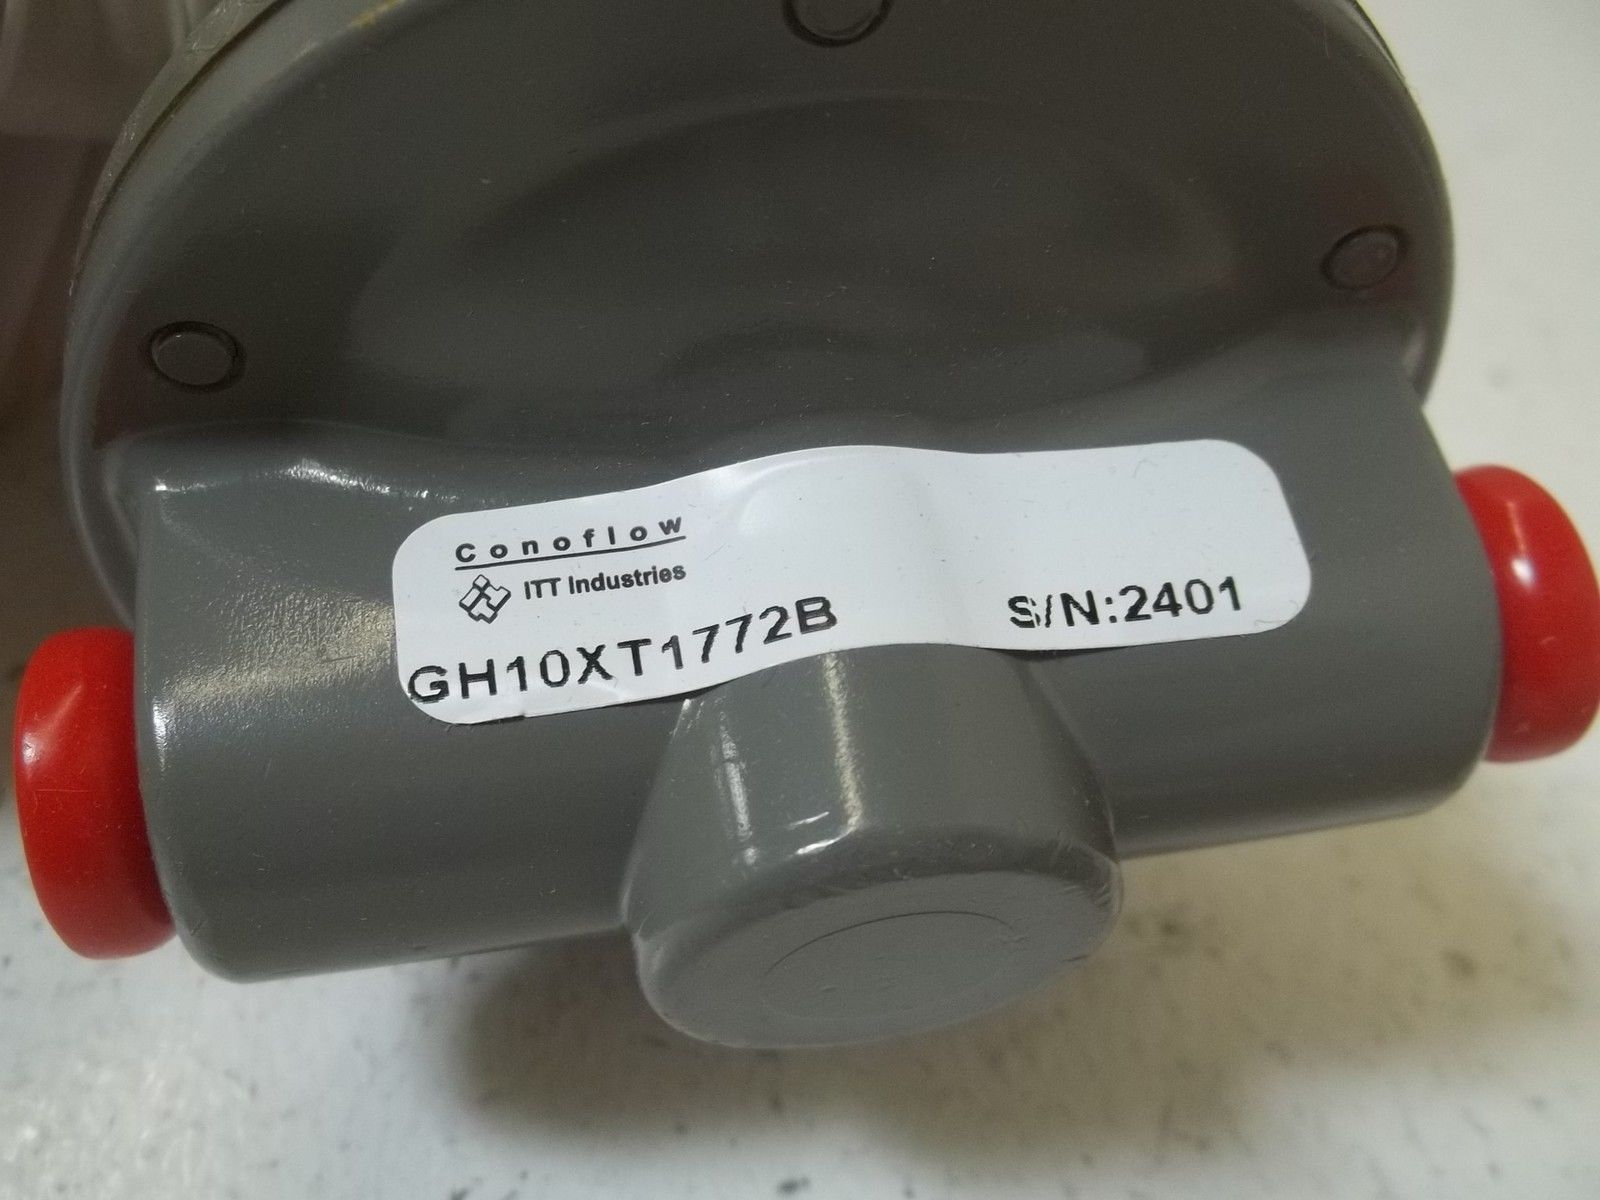 Conoflow
ITT Industries
GH10XT1772B
S/N:2401